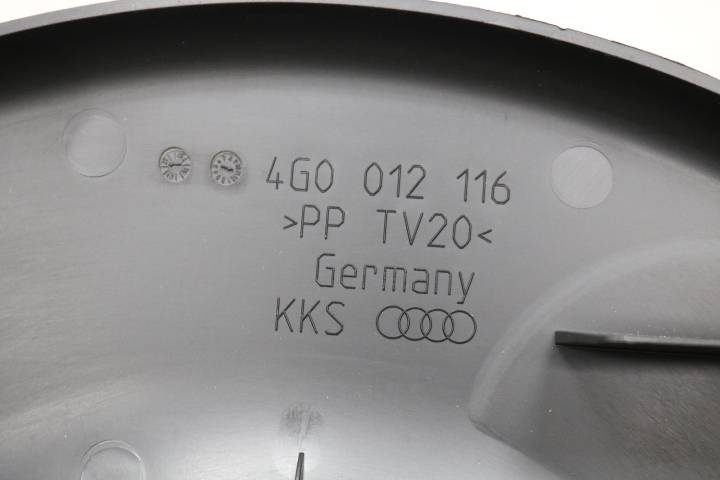 4G0 012 116
>PP TV20<
Germany
KKS